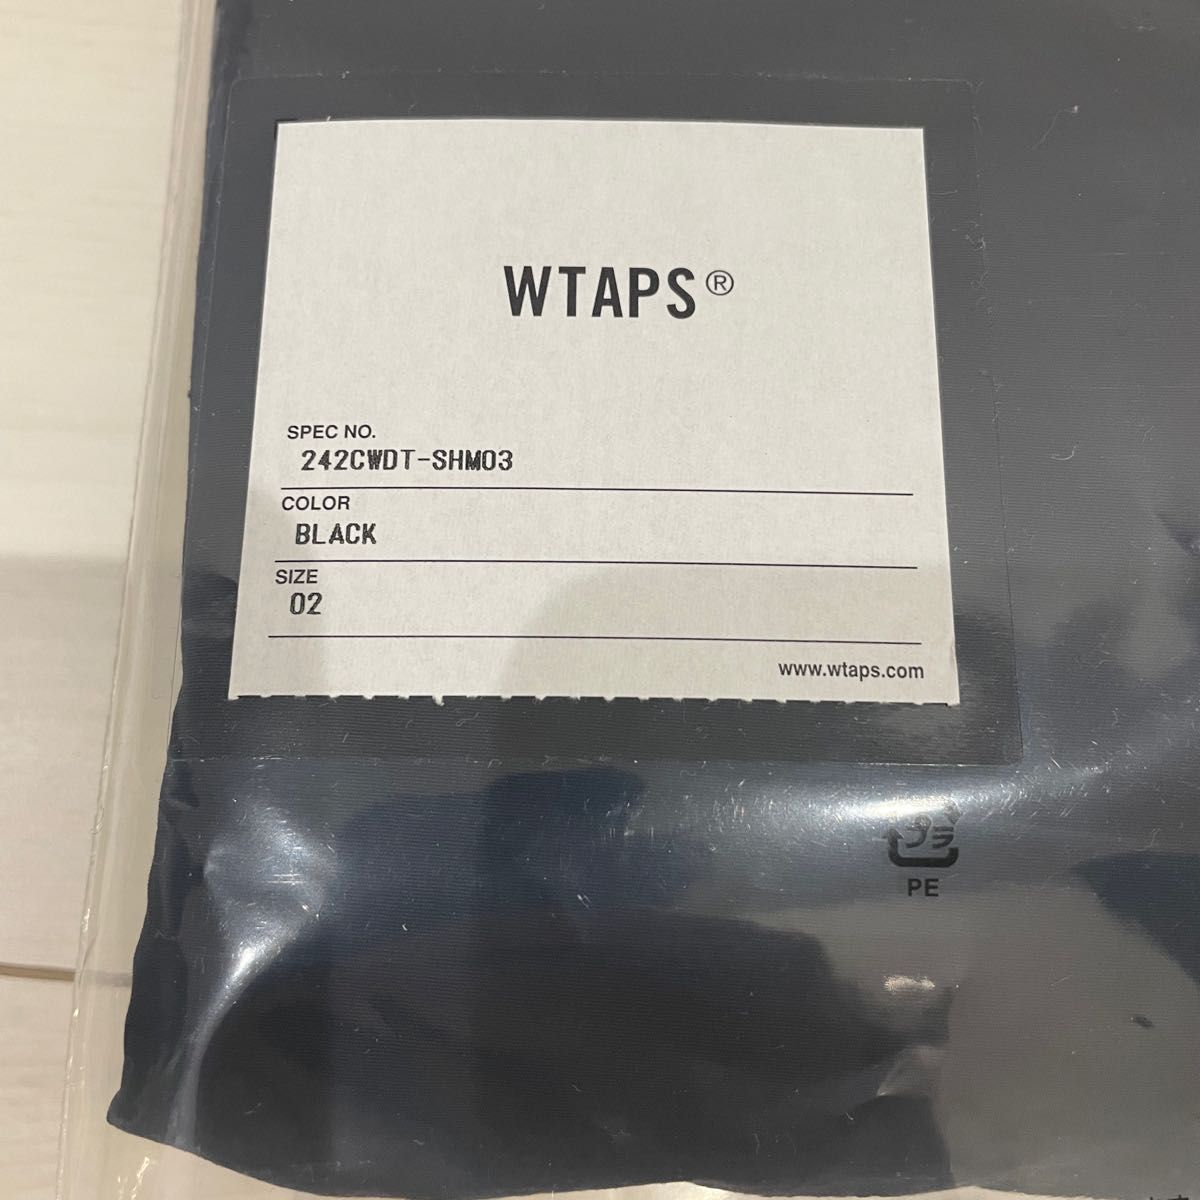 WTAPS®
SPEC NO.
242CWDT-SHM03
COLOR
BLACK
SIZE
02
www.wtaps.com
プラ
PE